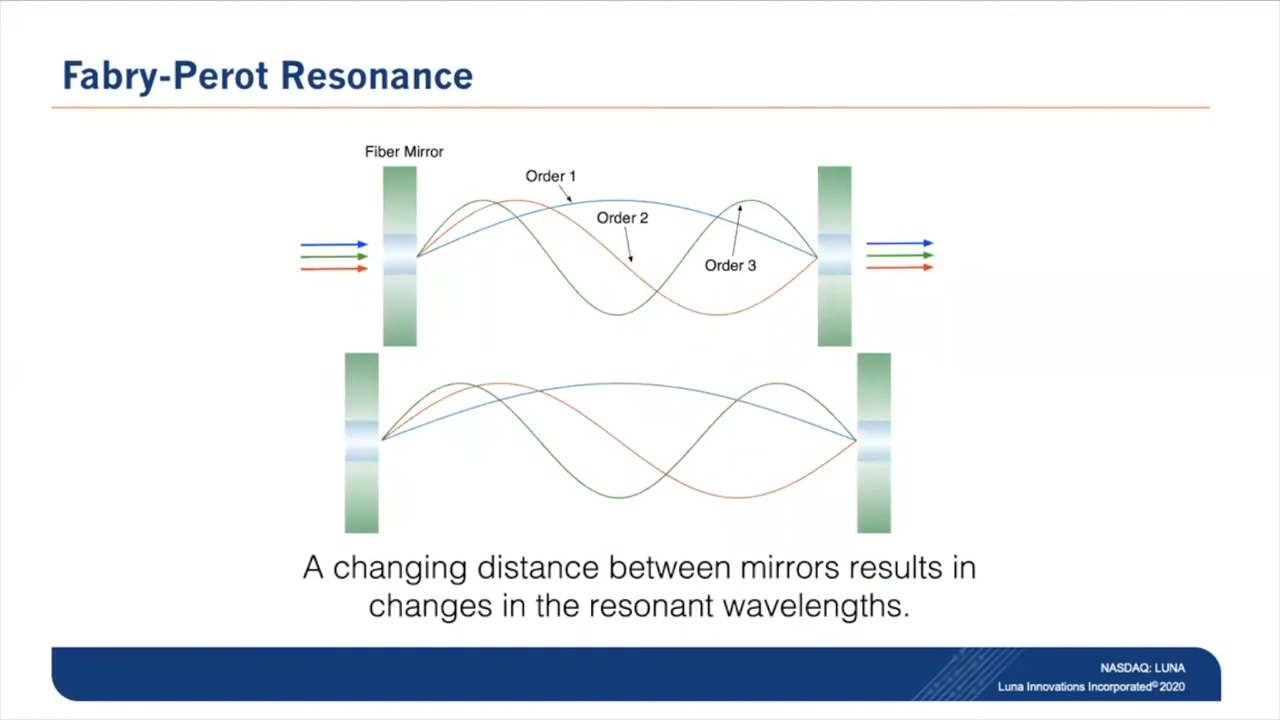 Fabry-Perot Resonance
Fiber Mirror
Order 1
Order 2
Order 3
A changing distance between mirrors results in
changes in the resonant wavelengths.
NASDAQ: LUNA
Luna Innovations Incorporated© 2020